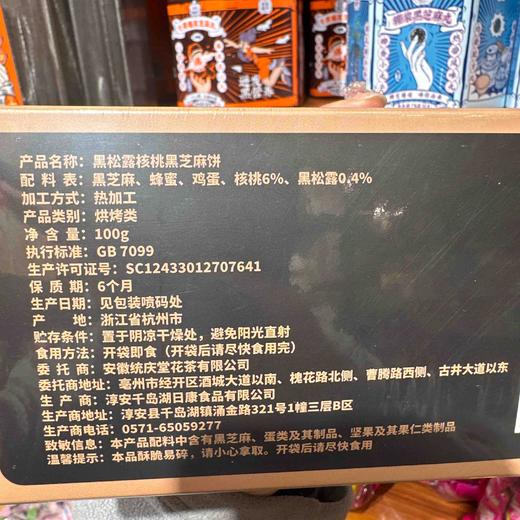 椰浆黑芝麻丸
产品名称：黑松露核桃黑芝麻饼
配 料 表：黑芝麻、蜂蜜、鸡蛋、核桃6%、黑松露0.4%
加工方式：热加工
产品类别：烘烤类
净 含 量：100g
执行标准：GB 7099
生产许可证号：SC12433012707641
保 质 期：6个月
生产日期：见包装喷码处
产 地：浙江省杭州市
贮存条件：置于阴凉干燥处，避免阳光直射
食用方法：开袋即食（开袋后请尽快食用完）
委 托 商：安徽统庆堂花茶有限公司
委托商地址：亳州市经开区酒城大道以南、槐花路北侧、曹腾路西侧、古井大道以东
生 产 商：淳安千岛湖日康食品有限公司
生产商地址：淳安县千岛湖镇涌金路321号1幢三层B区
生产商电话：0571-65059277
致敏信息：本产品配料中含有黑芝麻、蛋类及其制品、坚果及其果仁类制品
温馨提示：本品酥脆易碎，请小心拿取。开袋后请尽快食用